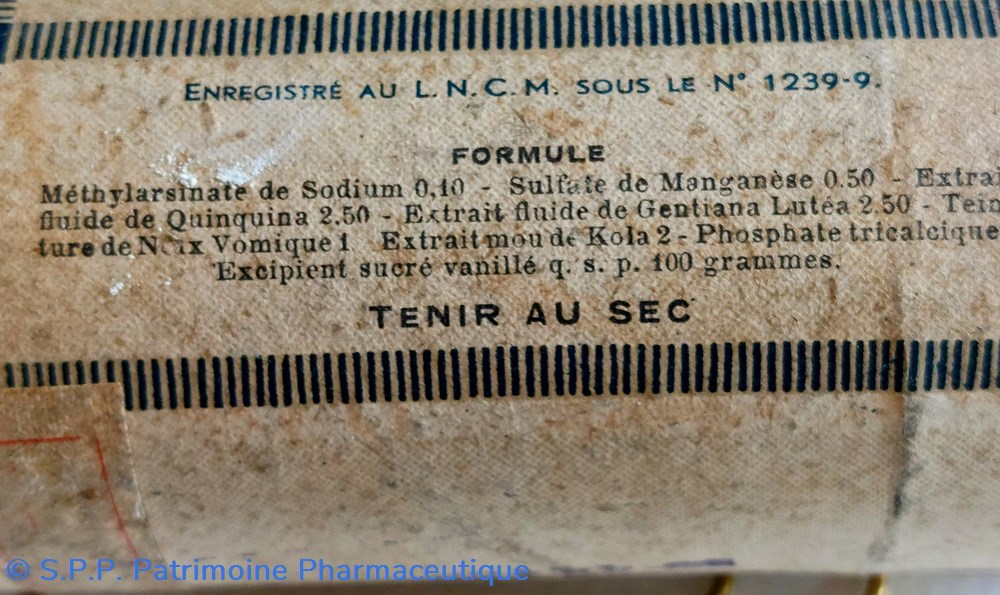 ENREGISTRÉ AU L.N.C.M. SOUS LE N° 1239-9.
FORMULE
Méthylarsinate de Sodium 0,10 - Sulfate de Manganèse 0.50 - Extrai
fluide de Quinquina 2.50 - Extrait fluide de Gentiana Lutéa 2.50 - Tein
ture de Noix Vomique 1 Extrait mou de Kola 2 - Phosphate tricalcique
Excipient sucré vanillé q. s. p. 100 grammes.
TENIR AU SEC
© S.P.P. Patrimoine Pharmaceutique